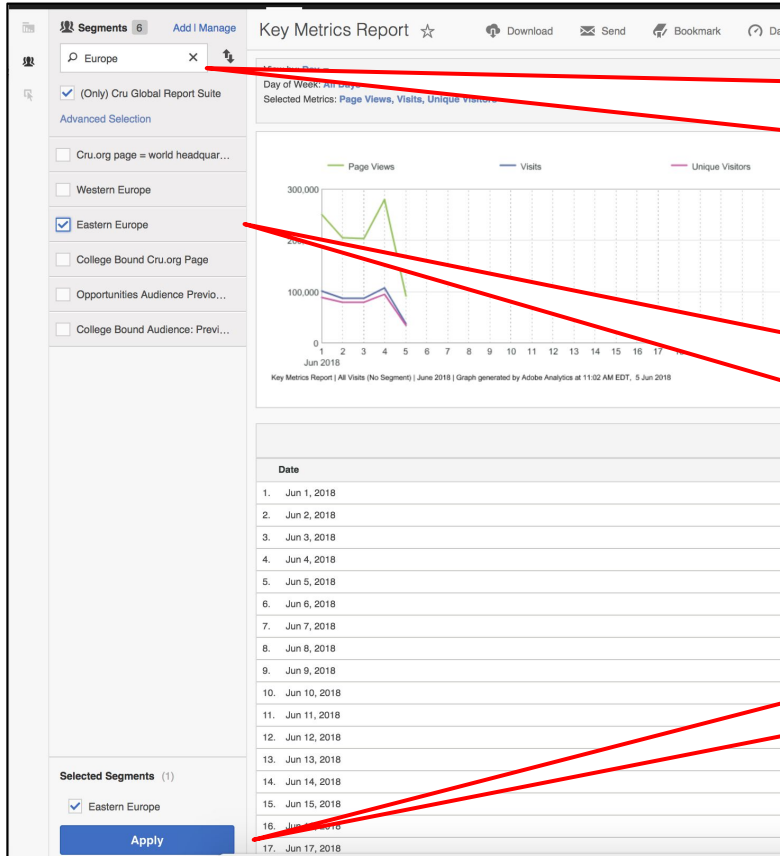 Segments 6 Add | Manage
Europe
(Only) Cru Global Report Suite
Advanced Selection
Cru.org page = world headquar...
Western Europe
Eastern Europe
College Bound Cru.org Page
Opportunities Audience Previo...
College Bound Audience: Previ...
Selected Segments (1)
Eastern Europe
Apply
Key Metrics Report Download Send Bookmark Da
Day of Week: All Days
Selected Metrics: Page Views, Visits, Unique Visitors
Page Views Visits Unique Visitors
300,000
100,000
0
1 2 3 4 5 6 7 8 9 10 11 12 13 14 15 16 17
Jun 2018
Key Metrics Report | All Visits (No Segment) | June 2018 | Graph generated by Adobe Analytics at 11:02 AM EDT, 5 Jun 2018
Date
1. Jun 1, 2018
2. Jun 2, 2018
3. Jun 3, 2018
4. Jun 4, 2018
5. Jun 5, 2018
6. Jun 6, 2018
7. Jun 7, 2018
8. Jun 8, 2018
9. Jun 9, 2018
10. Jun 10, 2018
11. Jun 11, 2018
12. Jun 12, 2018
13. Jun 13, 2018
14. Jun 14, 2018
15. Jun 15, 2018
16.
17. Jun 17, 2018